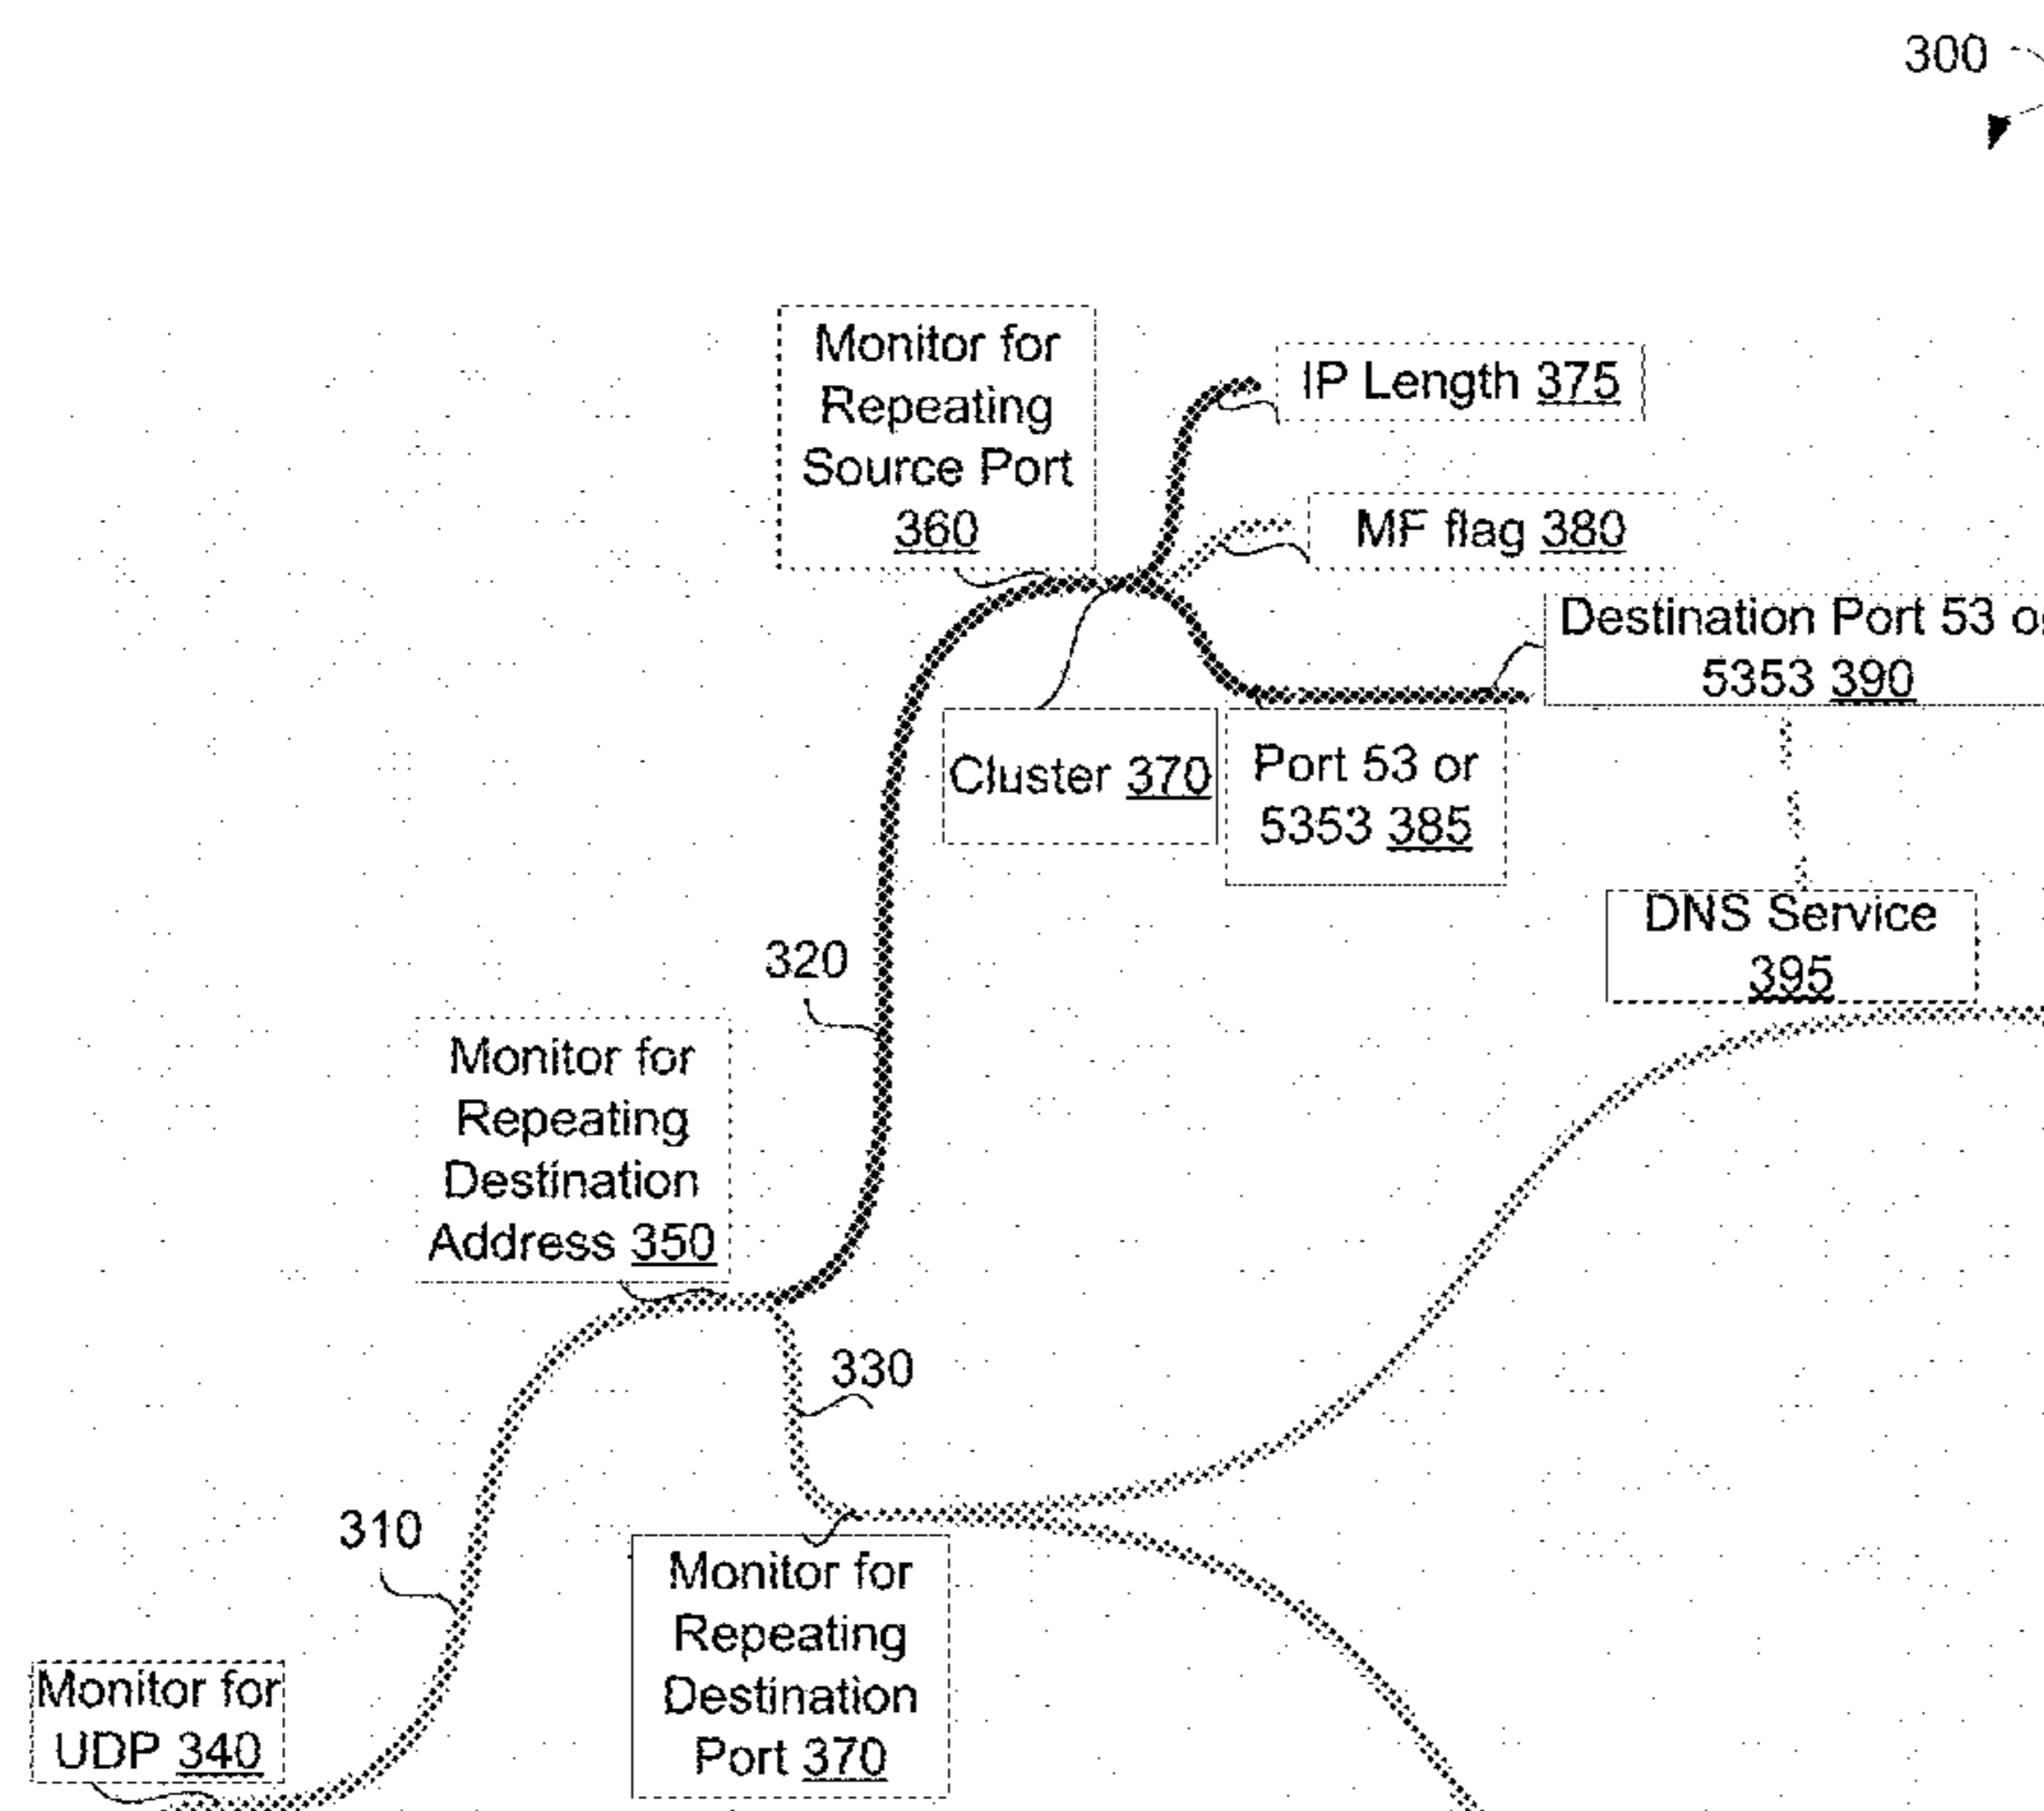 300
Monitor for
Repeating
Source Port
360
IP Length 375
MF flag 380
Destination Port 53 
5353 390
Cluster 370
Port 53 or
5353 385
DNS Service
395
320
Monitor for
Repeating
Destination
Address 350
330
310
Monitor for
Repeating
Destination
Port 370
Monitor for
UDP 340